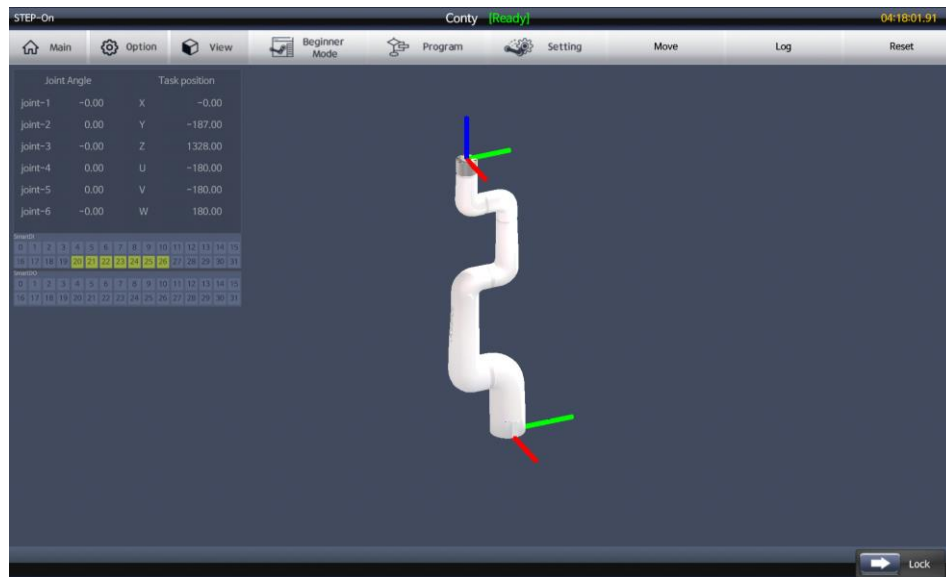 STEP-On Conty [Ready] 04:18:01.91
Main Option View Beginner Mode Program Setting Move Log Reset
Joint Angle Task position
joint-1 -0.00 X -0.00
joint-2 0.00 Y -187.00
joint-3 -0.00 Z 1328.00
joint-4 0.00 U -180.00
joint-5 0.00 V -180.00
joint-6 -0.00 W 180.00
SmartDI
0 1 2 3 4 5 6 7 8 9 10 11 12 13 14 15
16 17 18 19 20 21 22 23 24 25 26 27 28 29 30 31
SmartDO
0 1 2 3 4 5 6 7 8 9 10 11 12 13 14 15
16 17 18 19 20 21 22 23 24 25 26 27 28 29 30 31
Lock